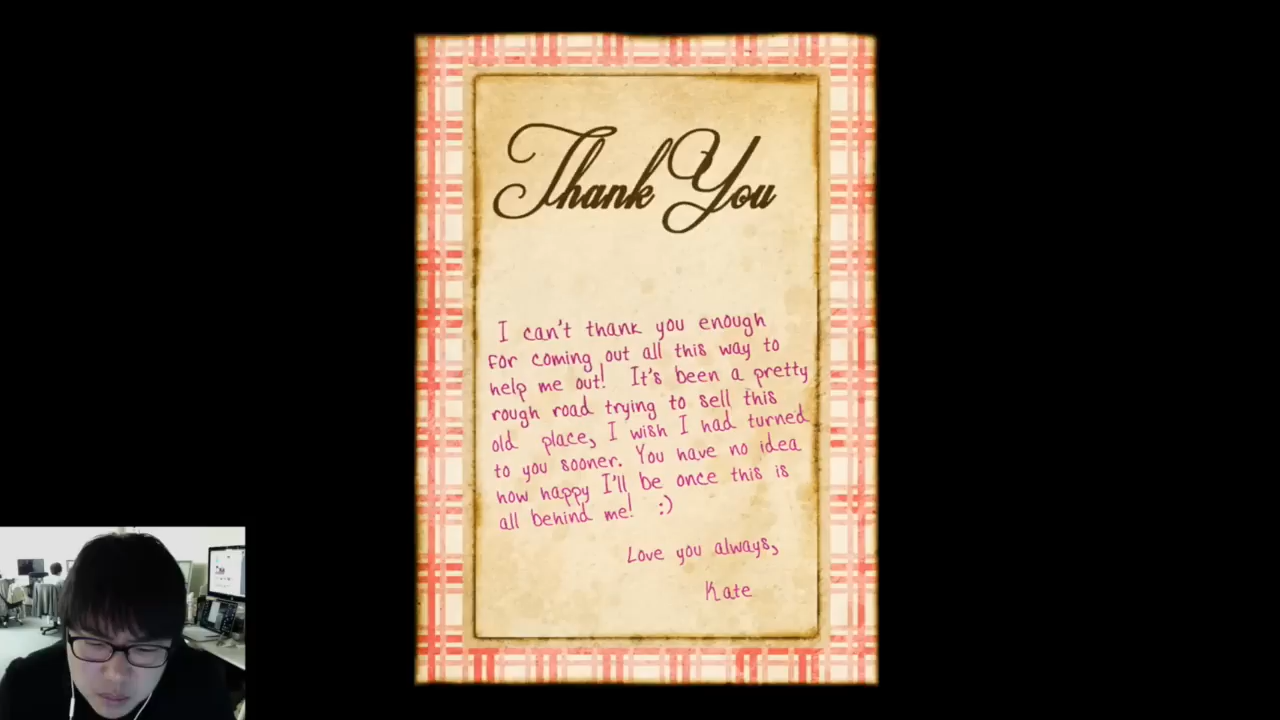 Thank You
I can't thank you enough
for coming out all this way to
help me out! It's been a pretty
rough road trying to sell this
old place, I wish I had turned
to you sooner. You have no idea
how happy I'll be once this is
all behind me! :)
Love you always,
Kate